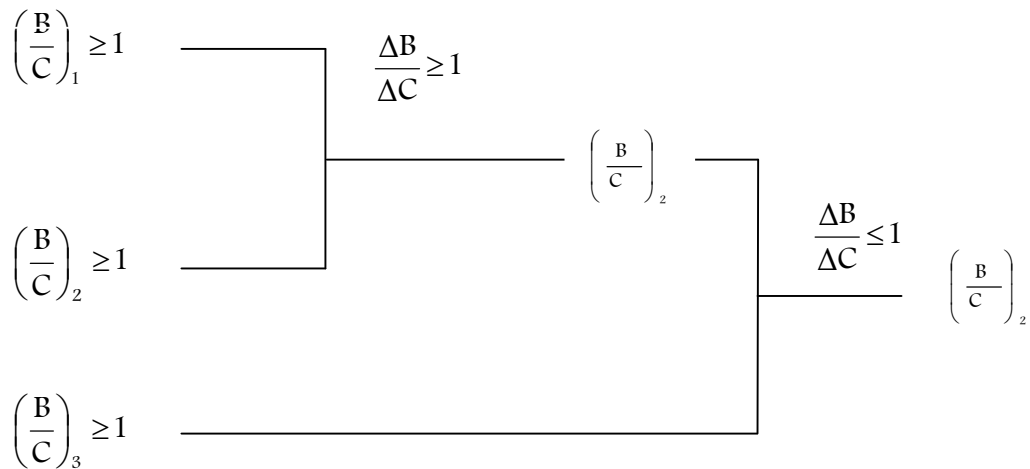 (B/C)₁ ≥ 1
ΔB/ΔC ≥ 1
(B/C)₂
(B/C)₂ ≥ 1
ΔB/ΔC ≤ 1
(B/C)₂
(B/C)₃ ≥ 1